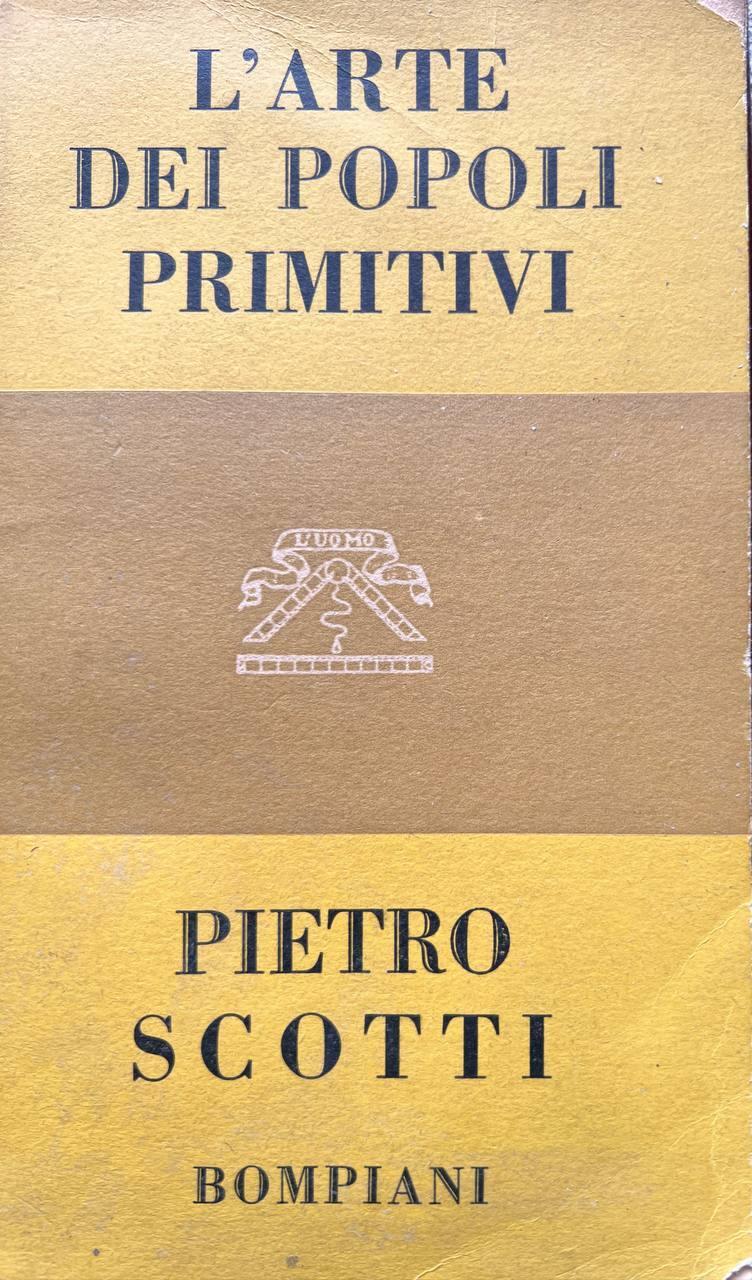 L'ARTE
DEI POPOLI
PRIMITIVI
L'UOMO
PIETRO
SCOTTI
BOMPIANI